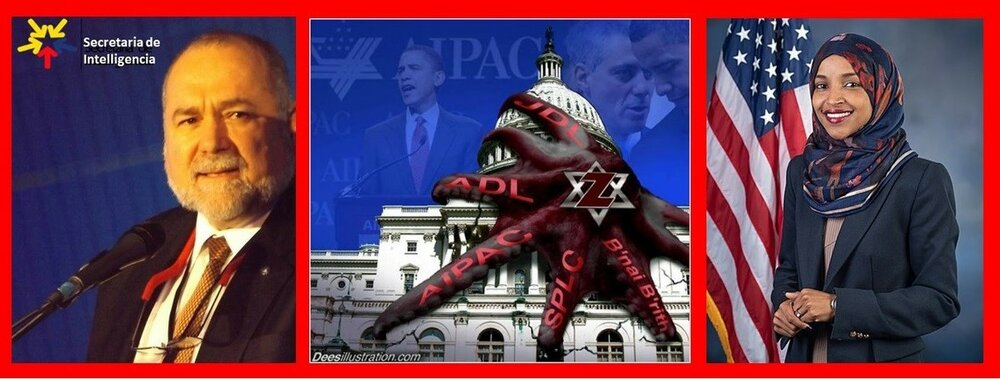 Secretaria de
Intelligencia
AIPAC
JDL
ADL
Z
AIPAC
SPLC
B'nai B'rith
Deesillustration.com